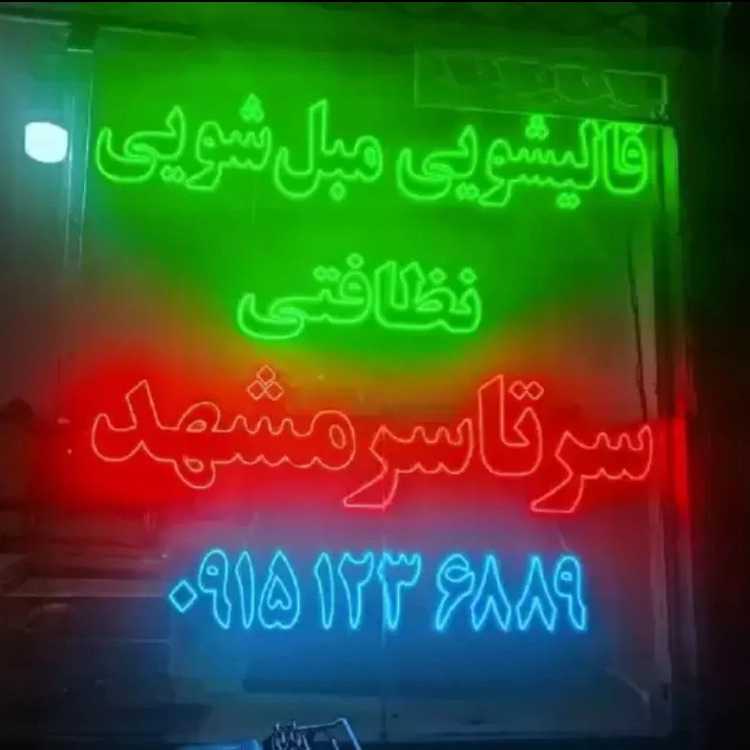 قالیشویی مبل‌شویی
نظافتی
سرتاسر مشهد
۰۹۱۵ ۱۲۳ ۶۸۸۹